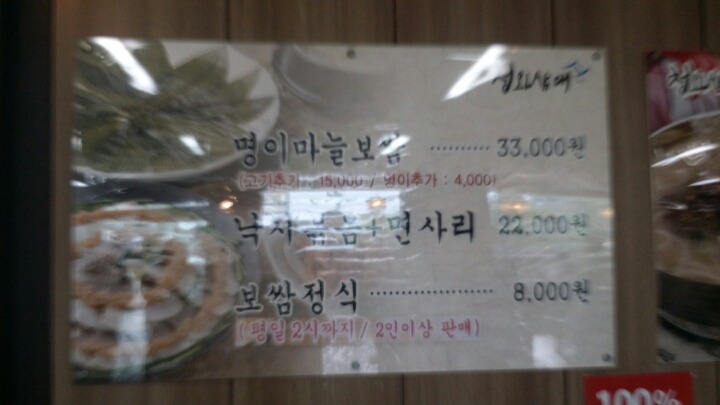 명이마늘보쌈 ·········· 33,000원
(고기추가 : 15,000 / 명이추가 : 4,000)
낙지볶음+면사리 22,000원
보쌈정식 ···················· 8,000원
(평일 2시까지 / 2인이상 판매)
100%